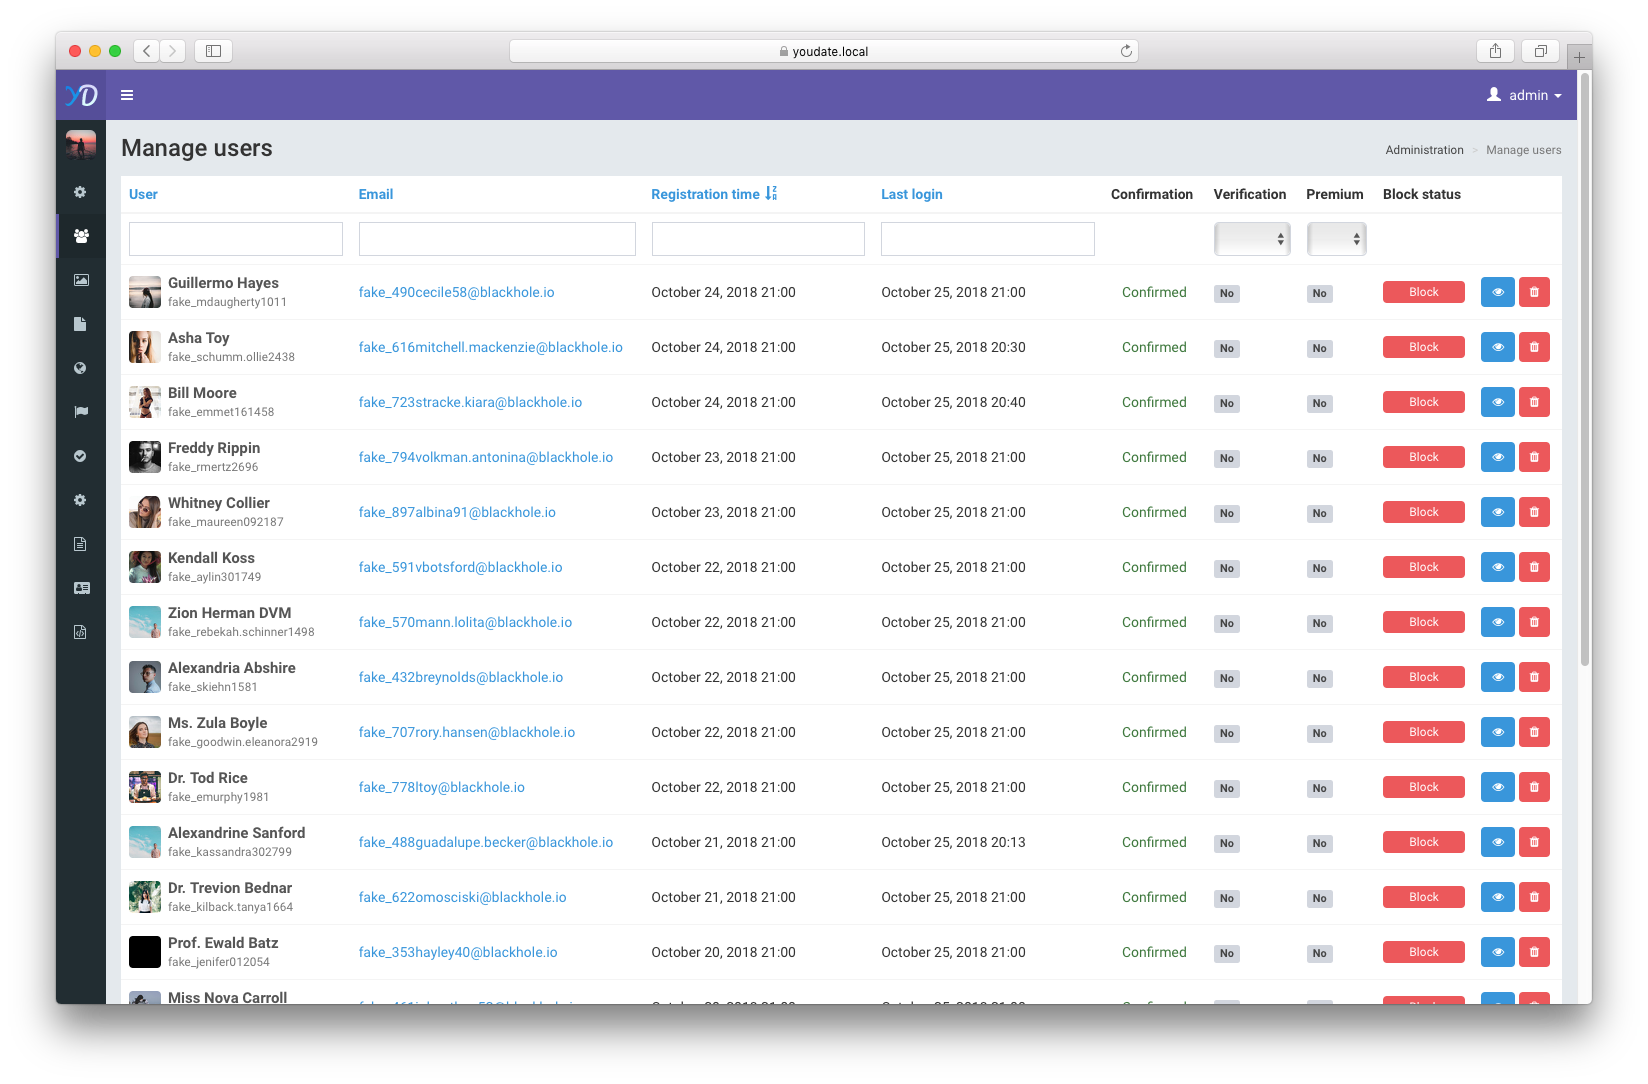 youdate.local
YD
admin
Manage users
Administration > Manage users
User Email Registration time Last login Confirmation Verification Premium Block status
Guillermo Hayes
fake_mdaugherty1011
fake_490cecile58@blackhole.io October 24, 2018 21:00 October 25, 2018 21:00 Confirmed No No Block
Asha Toy
fake_schumm.ollie2438
fake_616mitchell.mackenzie@blackhole.io October 24, 2018 21:00 October 25, 2018 20:30 Confirmed No No Block
Bill Moore
fake_emmet161458
fake_723stracke.kiara@blackhole.io October 24, 2018 21:00 October 25, 2018 20:40 Confirmed No No Block
Freddy Rippin
fake_rmertz2696
fake_794volkman.antonina@blackhole.io October 23, 2018 21:00 October 25, 2018 21:00 Confirmed No No Block
Whitney Collier
fake_maureen092187
fake_897albina91@blackhole.io October 23, 2018 21:00 October 25, 2018 21:00 Confirmed No No Block
Kendall Koss
fake_aylin301749
fake_591vbotsford@blackhole.io October 22, 2018 21:00 October 25, 2018 21:00 Confirmed No No Block
Zion Herman DVM
fake_rebekah.schinner1498
fake_570mann.lolita@blackhole.io October 22, 2018 21:00 October 25, 2018 21:00 Confirmed No No Block
Alexandria Abshire
fake_skiehn1581
fake_432breynolds@blackhole.io October 22, 2018 21:00 October 25, 2018 21:00 Confirmed No No Block
Ms. Zula Boyle
fake_goodwin.eleanora2919
fake_707rory.hansen@blackhole.io October 22, 2018 21:00 October 25, 2018 21:00 Confirmed No No Block
Dr. Tod Rice
fake_emurphy1981
fake_778ltoy@blackhole.io October 22, 2018 21:00 October 25, 2018 21:00 Confirmed No No Block
Alexandrine Sanford
fake_kassandra302799
fake_488guadalupe.becker@blackhole.io October 21, 2018 21:00 October 25, 2018 20:13 Confirmed No No Block
Dr. Trevion Bednar
fake_kilback.tanya1664
fake_622omosciski@blackhole.io October 21, 2018 21:00 October 25, 2018 21:00 Confirmed No No Block
Prof. Ewald Batz
fake_jenifer012054
fake_353hayley40@blackhole.io October 20, 2018 21:00 October 25, 2018 21:00 Confirmed No No Block
Miss Nova Carroll